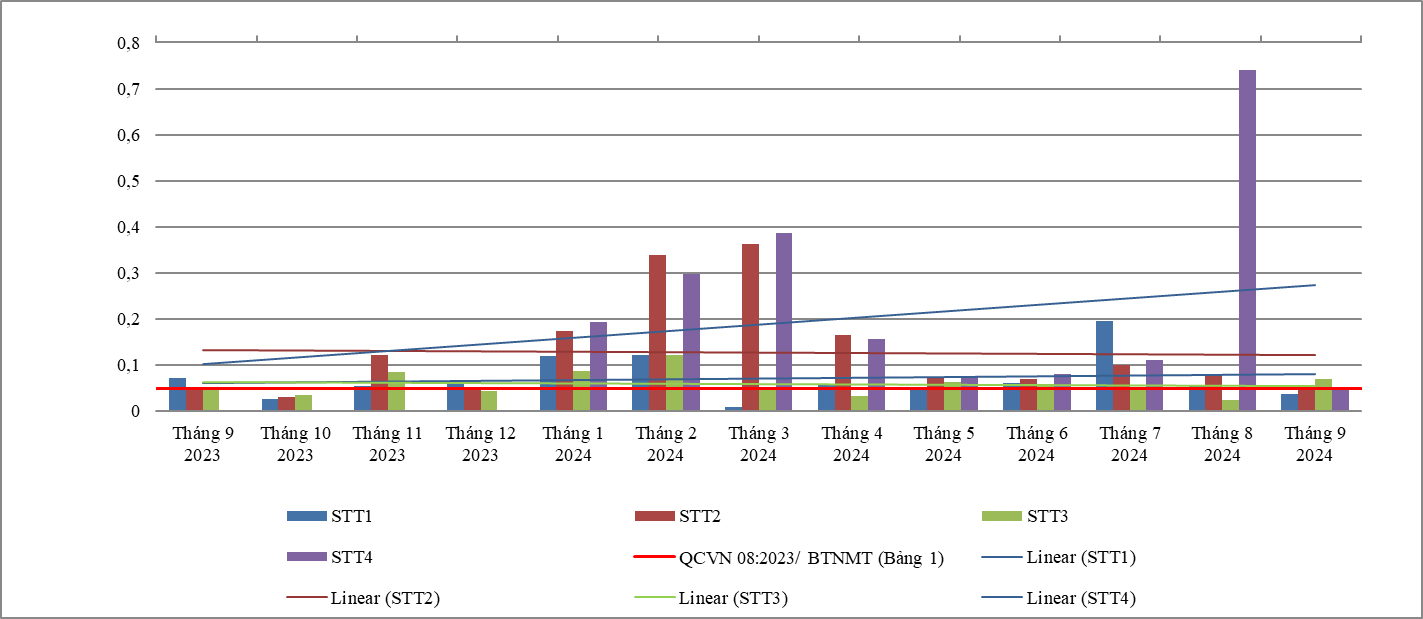 0,8
0,7
0,6
0,5
0,4
0,3
0,2
0,1
0
Tháng 9 2023
Tháng 10 2023
Tháng 11 2023
Tháng 12 2023
Tháng 1 2024
Tháng 2 2024
Tháng 3 2024
Tháng 4 2024
Tháng 5 2024
Tháng 6 2024
Tháng 7 2024
Tháng 8 2024
Tháng 9 2024
STT1
STT2
STT3
STT4
QCVN 08:2023/ BTNMT (Bảng 1)
Linear (STT1)
Linear (STT2)
Linear (STT3)
Linear (STT4)